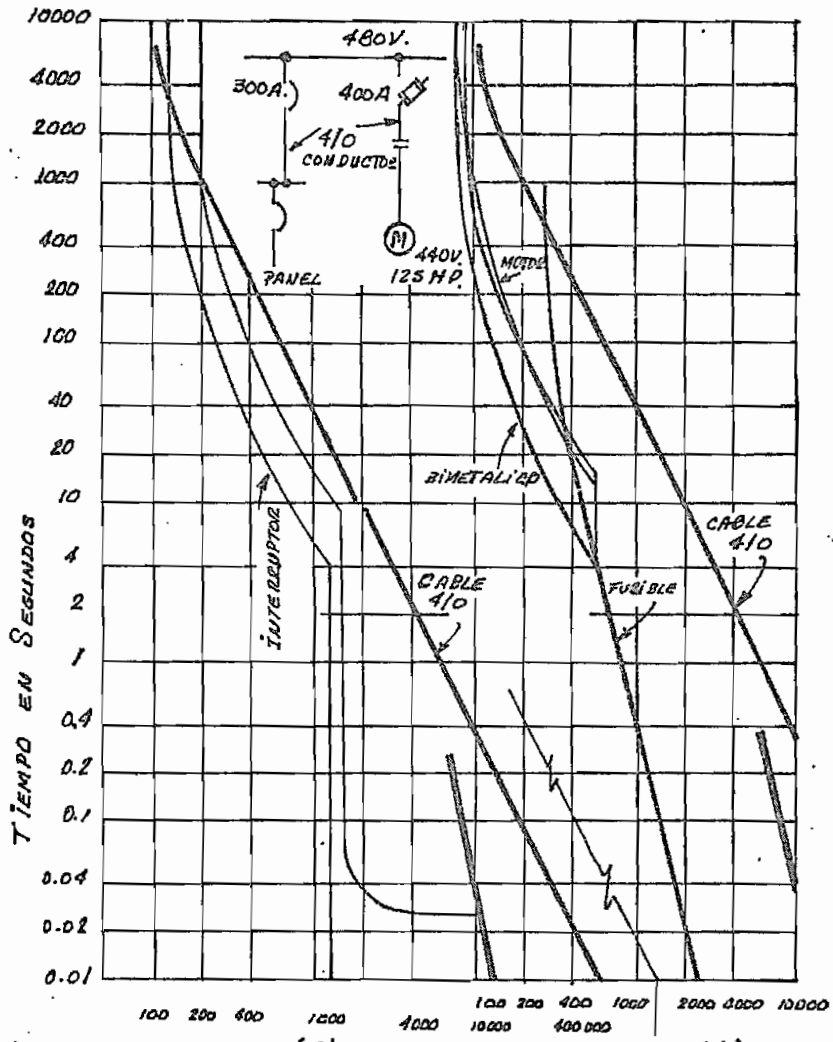 10000
4000
2000
1000
400
200
100
40
20
10
4
2
1
0.4
0.2
0.1
0.04
0.02
0.01
TIEMPO EN SEGUNDOS
480V.
300A.
400A
4/0
CONDUCTOR
PANEL
M
440V.
125 HP.
MOTOR
BIMETALICO
INTERRUPTOR
CABLE
4/0
FUSIBLE
CABLE
4/0
100 200 400 1000 4000 10000
100 200 400 1000 2000 4000 10000
400000